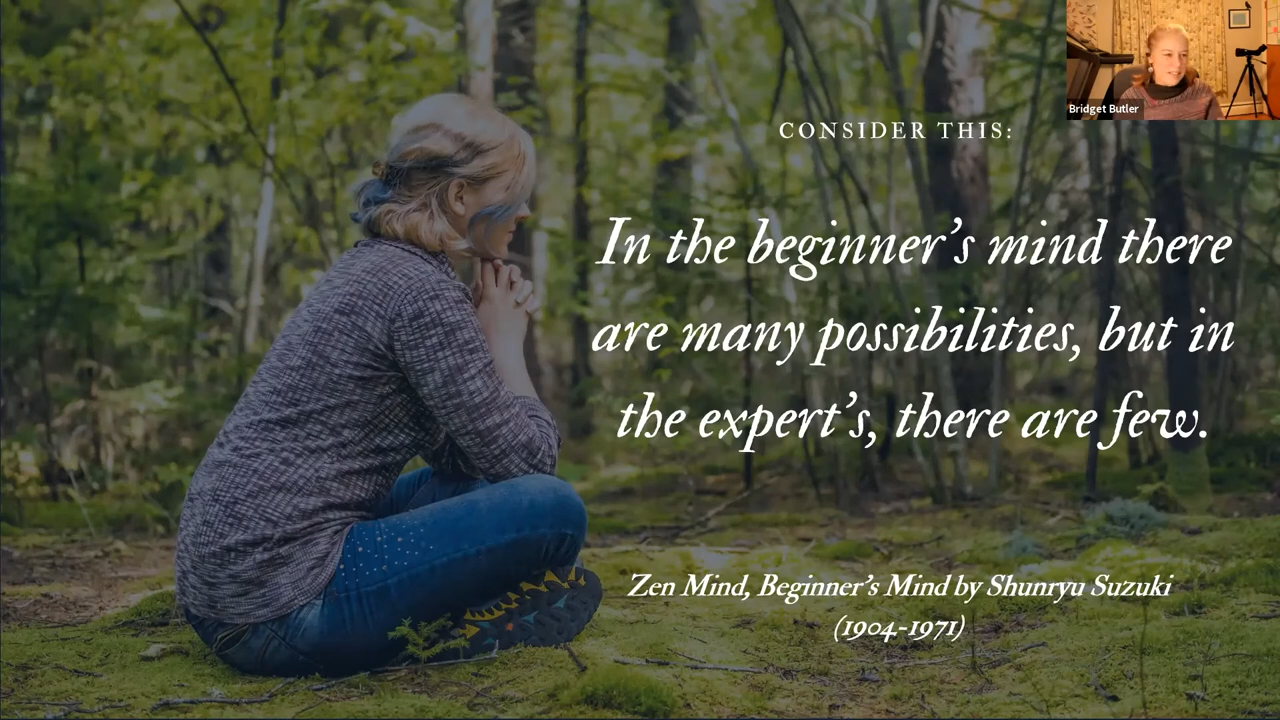 Bridget Butler
CONSIDER THIS:
In the beginner's mind there
are many possibilities, but in
the expert's, there are few.
Zen Mind, Beginner's Mind by Shunryu Suzuki
(1904-1971)